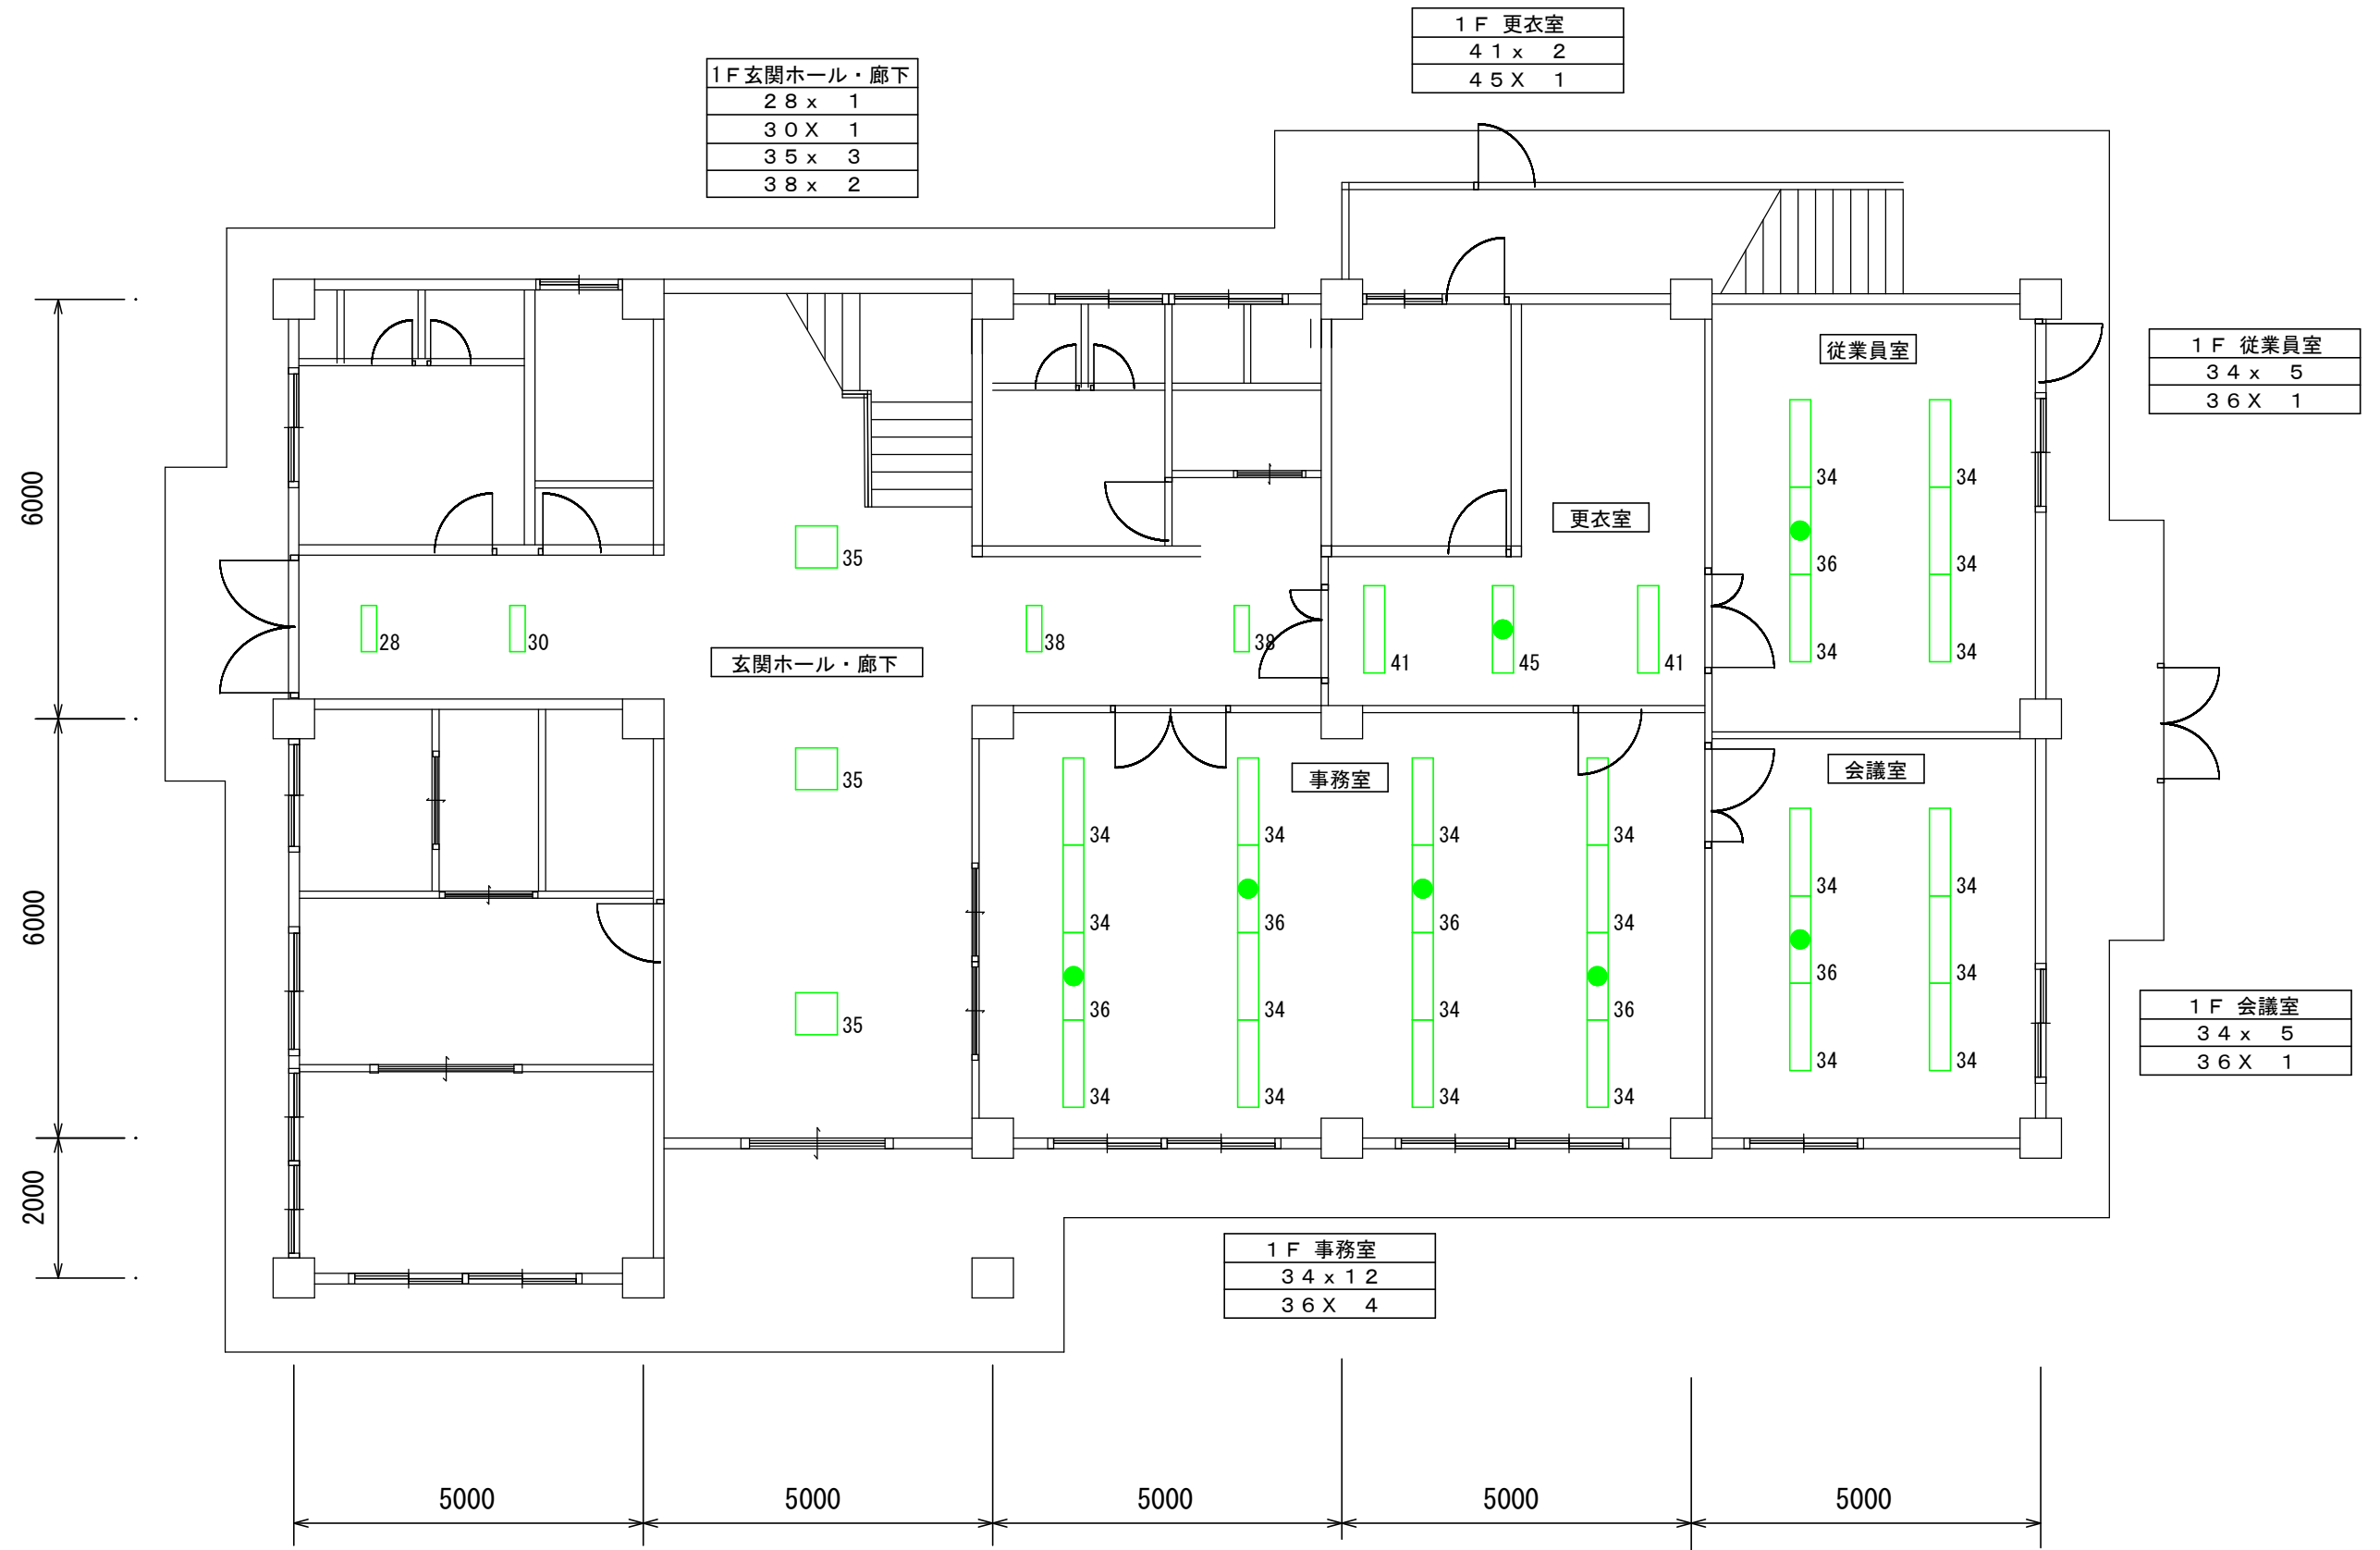 １Ｆ 更衣室
４１ｘ　２
４５Ｘ　１
１Ｆ玄関ホール・廊下
２８ｘ　１
３０Ｘ　１
３５ｘ　３
３８ｘ　２
１Ｆ 従業員室
３４ｘ　５
３６Ｘ　１
従業員室
34
34
36
34
34
34
更衣室
35
28
30
38
38
41
45
41
玄関ホール・廊下
35
35
事務室
34
34
34
34
34
36
36
34
36
34
34
36
34
34
34
34
会議室
34
34
36
34
34
34
１Ｆ 会議室
３４ｘ　５
３６Ｘ　１
１Ｆ 事務室
３４ｘ１２
３６Ｘ　４
6000
6000
2000
5000
5000
5000
5000
5000